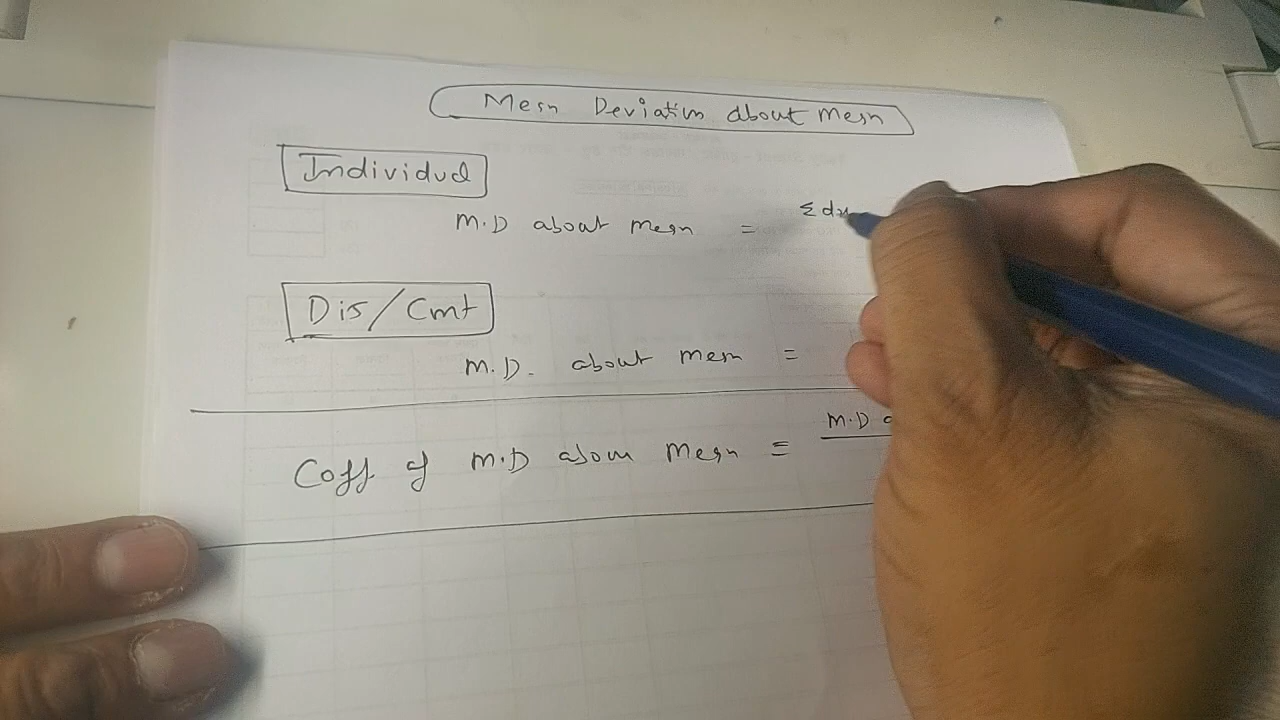 Mean Deviation about mean
Individual
M.D about mean = Σdx
Dis/Cont
M.D. about mean =
M.D
Coff of M.D about mean =